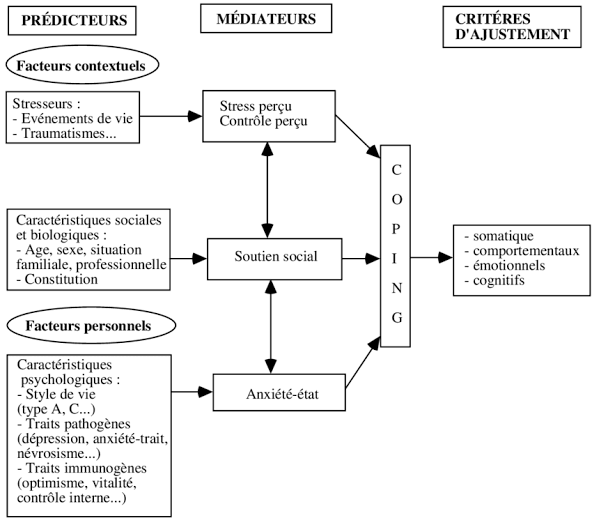 PRÉDICTEURS
MÉDIATEURS
CRITÉRES
D'AJUSTEMENT
Facteurs contextuels
Stresseurs :
- Evénements de vie
- Traumatismes...
Stress perçu
Contrôle perçu
C
O
P
I
N
G
Caractéristiques sociales
et biologiques :
- Age, sexe, situation
familiale, professionnelle
- Constitution
Soutien social
- somatique
- comportementaux
- émotionnels
- cognitifs
Facteurs personnels
Caractéristiques
psychologiques :
- Style de vie
(type A, C...)
- Traits pathogènes
(dépression, anxiété-trait,
névrosisme...)
- Traits immunogènes
(optimisme, vitalité,
contrôle interne...)
Anxiété-état